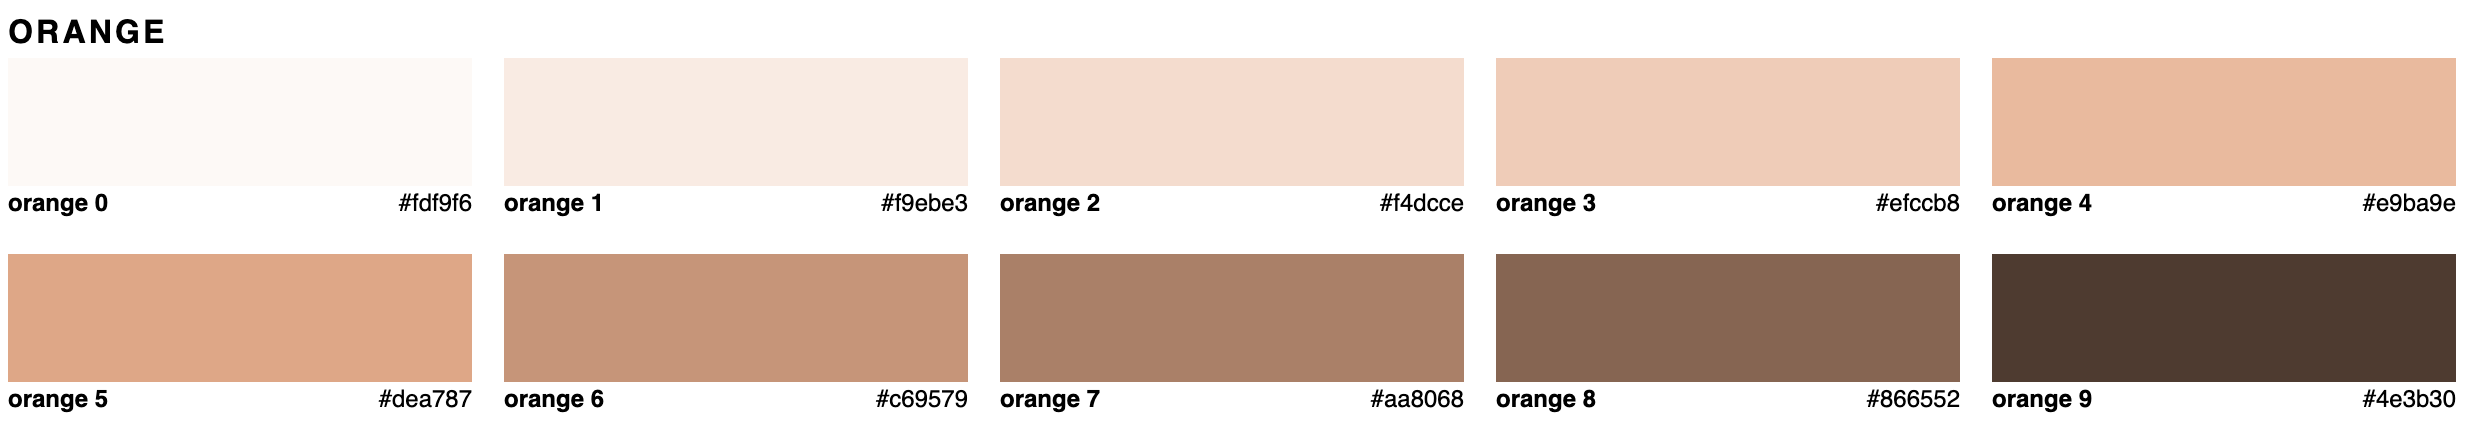 ORANGE
orange 0 #fdf9f6 orange 1 #f9ebe3 orange 2 #f4dcce orange 3 #efccb8 orange 4 #e9ba9e
orange 5 #dea787 orange 6 #c69579 orange 7 #aa8068 orange 8 #866552 orange 9 #4e3b30